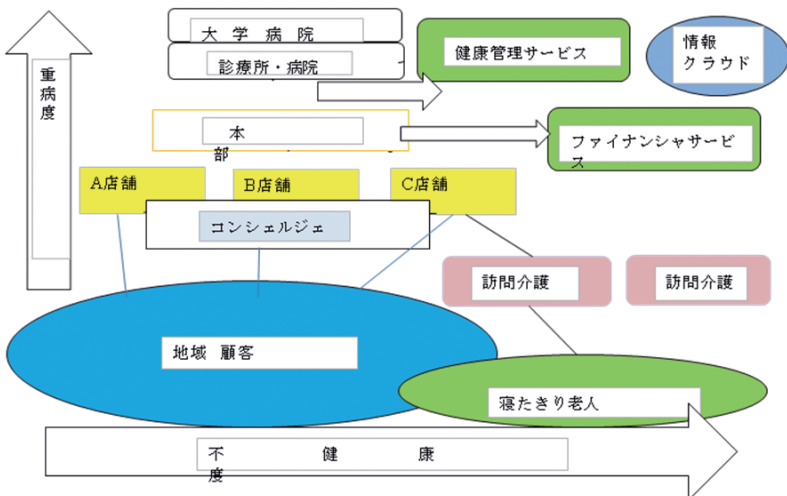 大 学 病 院
診療所・病院
健康管理サービス
情報
クラウド
重病度
本
部
ファイナンシャサービ
ス
A店舗
B店舗
C店舗
コンシェルジェ
訪問介護
訪問介護
地域 顧客
寝たきり老人
不 健 康
度